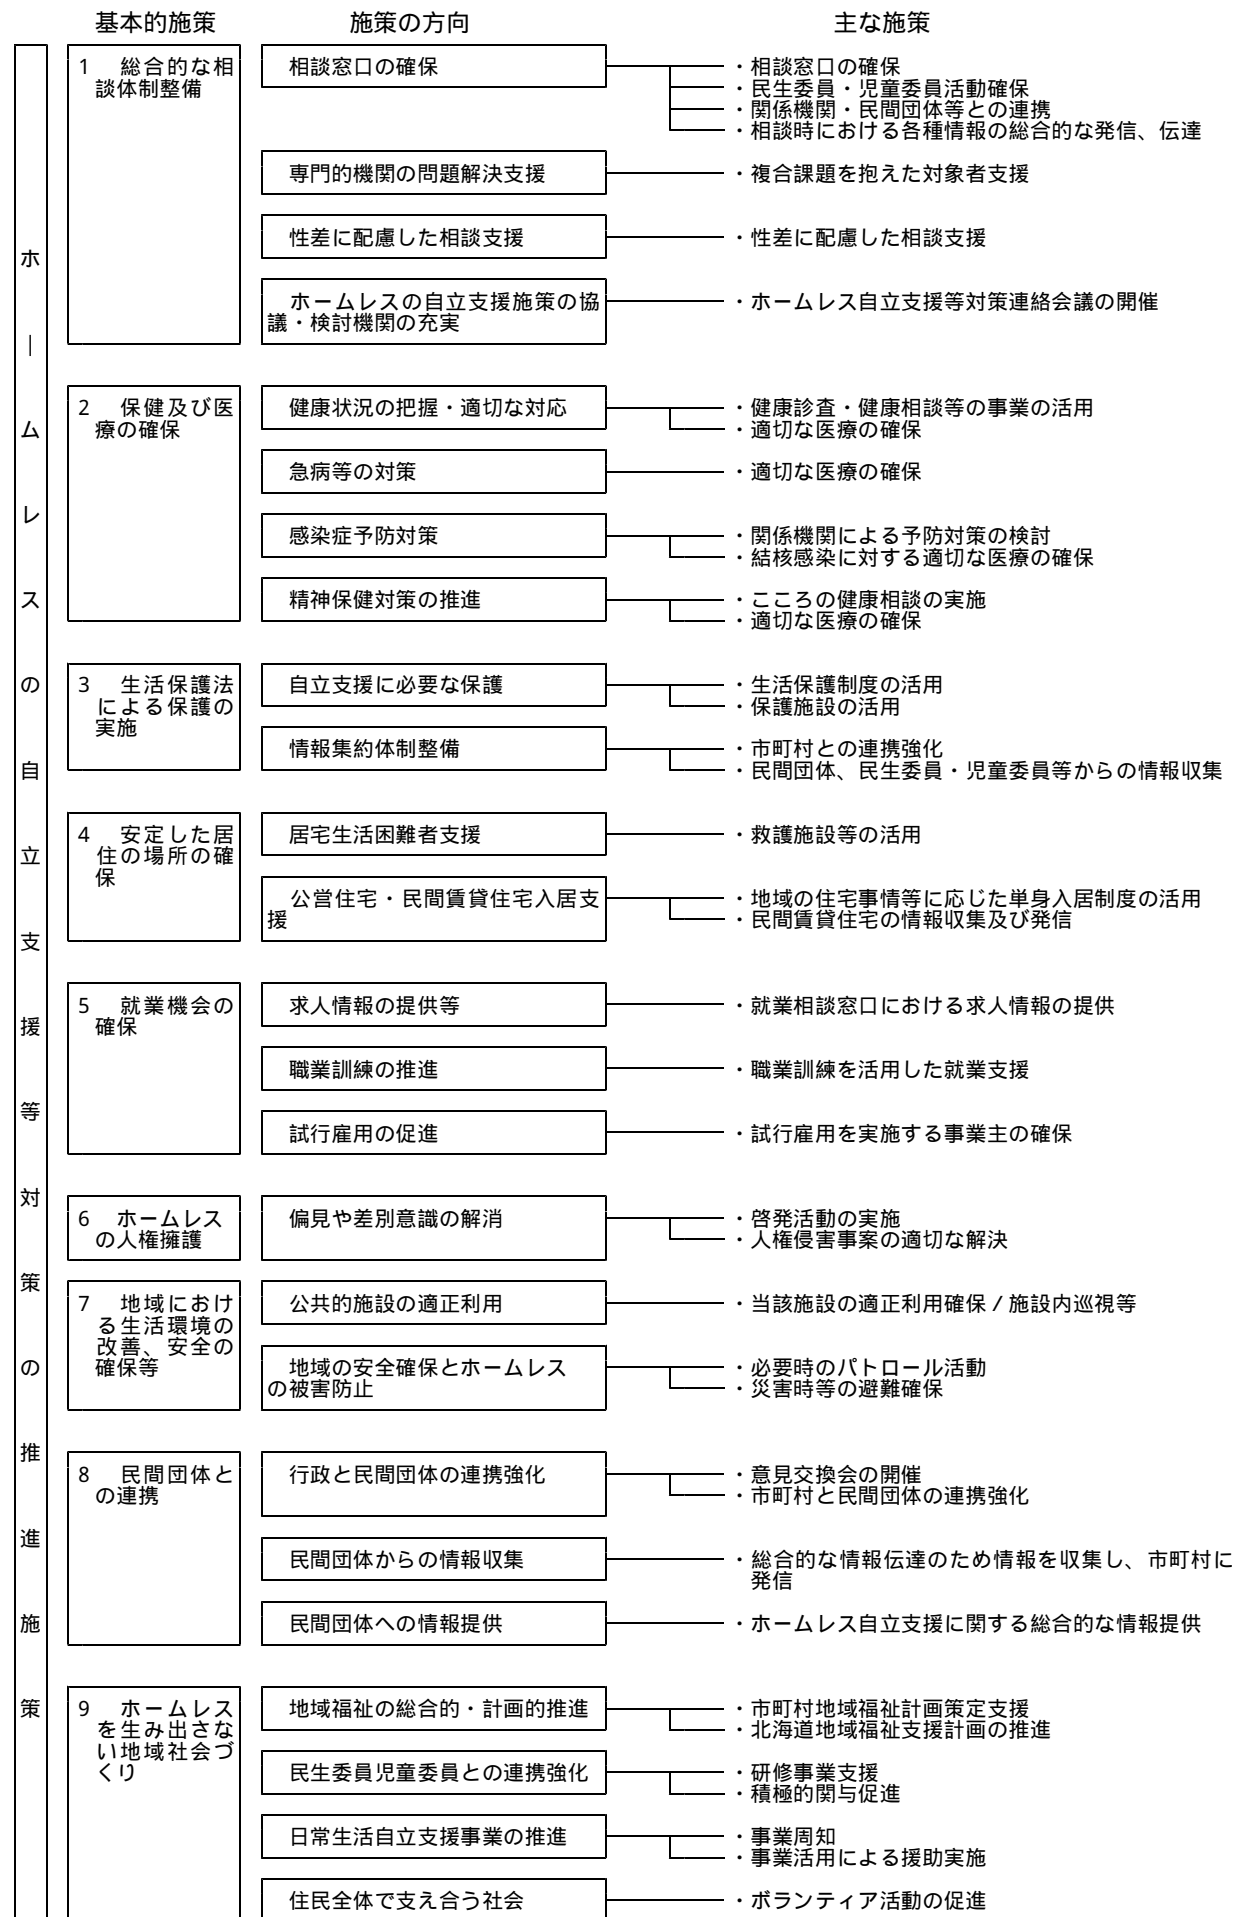 基本的施策　施策の方向　主な施策
ホームレスの自立支援等対策の推進施策
1　総合的な相
談体制整備
相談窓口の確保
・相談窓口の確保
・民生委員・児童委員活動確保
・関係機関・民間団体等との連携
・相談時における各種情報の総合的な発信、伝達
専門的機関の問題解決支援
・複合課題を抱えた対象者支援
性差に配慮した相談支援
・性差に配慮した相談支援
ホームレスの自立支援施策の協
議・検討機関の充実
・ホームレス自立支援等対策連絡会議の開催
2　保健及び医
療の確保
健康状況の把握・適切な対応
・健康診査・健康相談等の事業の活用
・適切な医療の確保
急病等の対策
・適切な医療の確保
感染症予防対策
・関係機関による予防対策の検討
・結核感染に対する適切な医療の確保
精神保健対策の推進
・こころの健康相談の実施
・適切な医療の確保
3　生活保護法
による保護の
実施
自立支援に必要な保護
・生活保護制度の活用
・保護施設の活用
情報集約体制整備
・市町村との連携強化
・民間団体、民生委員・児童委員等からの情報収集
4　安定した居
住の場所の確
保
居宅生活困難者支援
・救護施設等の活用
公営住宅・民間賃貸住宅入居支
援
・地域の住宅事情等に応じた単身入居制度の活用
・民間賃貸住宅の情報収集及び発信
5　就業機会の
確保
求人情報の提供等
・就業相談窓口における求人情報の提供
職業訓練の推進
・職業訓練を活用した就業支援
試行雇用の促進
・試行雇用を実施する事業主の確保
6　ホームレス
の人権擁護
偏見や差別意識の解消
・啓発活動の実施
・人権侵害事案の適切な解決
7　地域におけ
る生活環境の
改善、安全の
確保等
公共的施設の適正利用
・当該施設の適正利用確保／施設内巡視等
地域の安全確保とホームレス
の被害防止
・必要時のパトロール活動
・災害時等の避難確保
8　民間団体と
の連携
行政と民間団体の連携強化
・意見交換会の開催
・市町村と民間団体の連携強化
民間団体からの情報収集
・総合的な情報伝達のため情報を収集し、市町村に
発信
民間団体への情報提供
・ホームレス自立支援に関する総合的な情報提供
9　ホームレス
を生み出さな
い地域社会づ
くり
地域福祉の総合的・計画的推進
・市町村地域福祉計画策定支援
・北海道地域福祉支援計画の推進
民生委員児童委員との連携強化
・研修事業支援
・積極的関与促進
日常生活自立支援事業の推進
・事業周知
・事業活用による援助実施
住民全体で支え合う社会
・ボランティア活動の促進